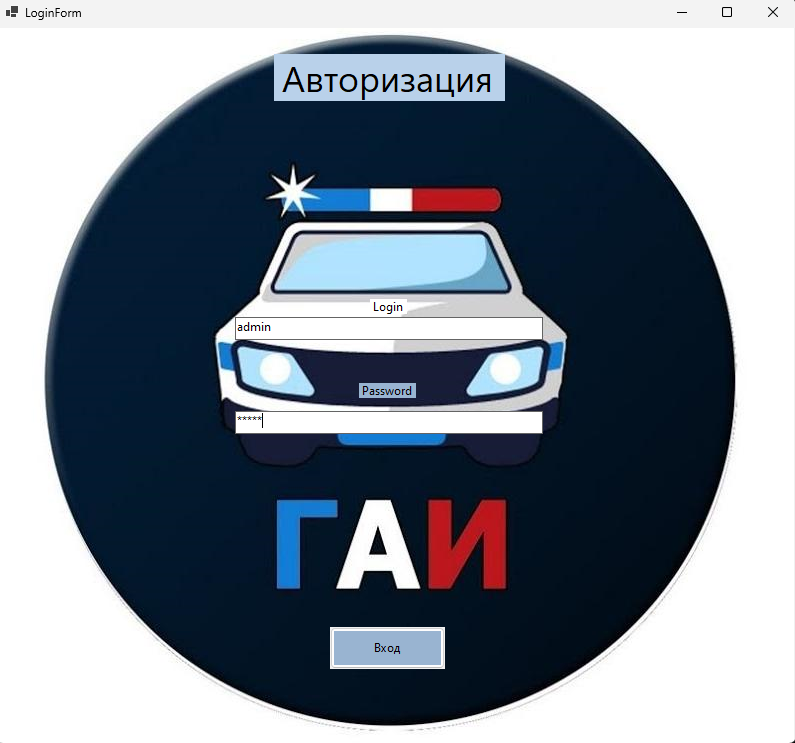 LoginForm
Авторизация
Login
admin
Password
*****
ГАИ
Вход